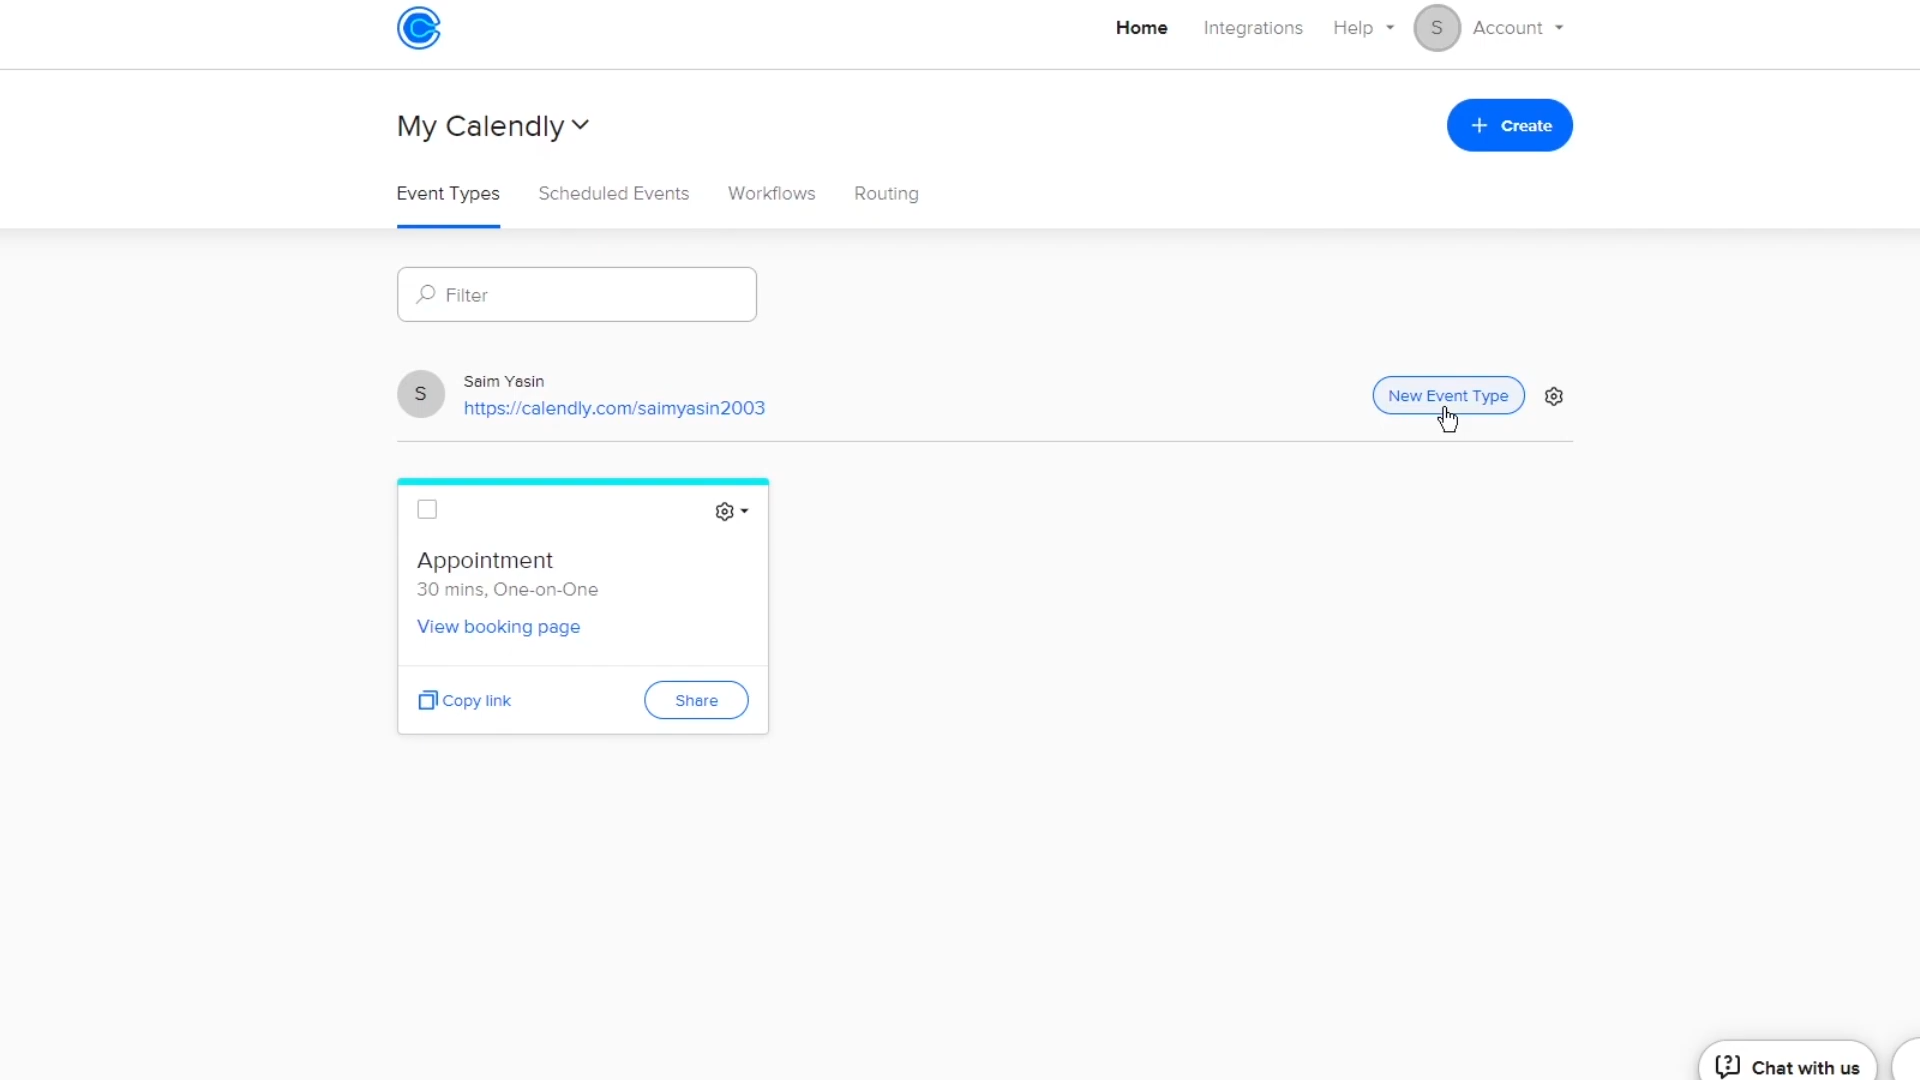 Home Integrations Help S Account
My Calendly
+ Create
Event Types Scheduled Events Workflows Routing
Filter
S
Saim Yasin
https://calendly.com/saimyasin2003
New Event Type
Appointment
30 mins, One-on-One
View booking page
Copy link
Share
Chat with us